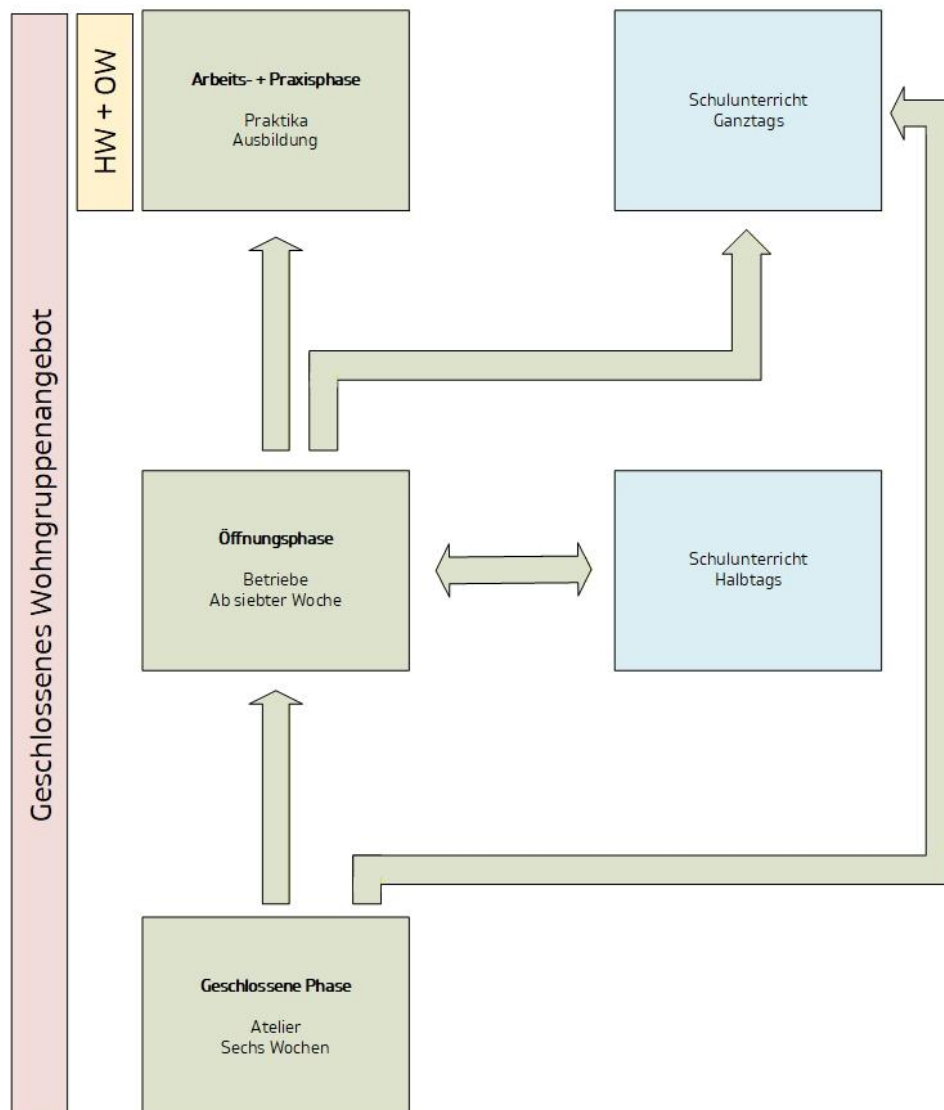 Geschlossenes Wohngruppenangebot
HW + OW
Arbeits- + Praxisphase
Praktika
Ausbildung
Schulunterricht
Ganztags
Öffnungsphase
Betriebe
Ab siebter Woche
Schulunterricht
Halbtags
Geschlossene Phase
Atelier
Sechs Wochen